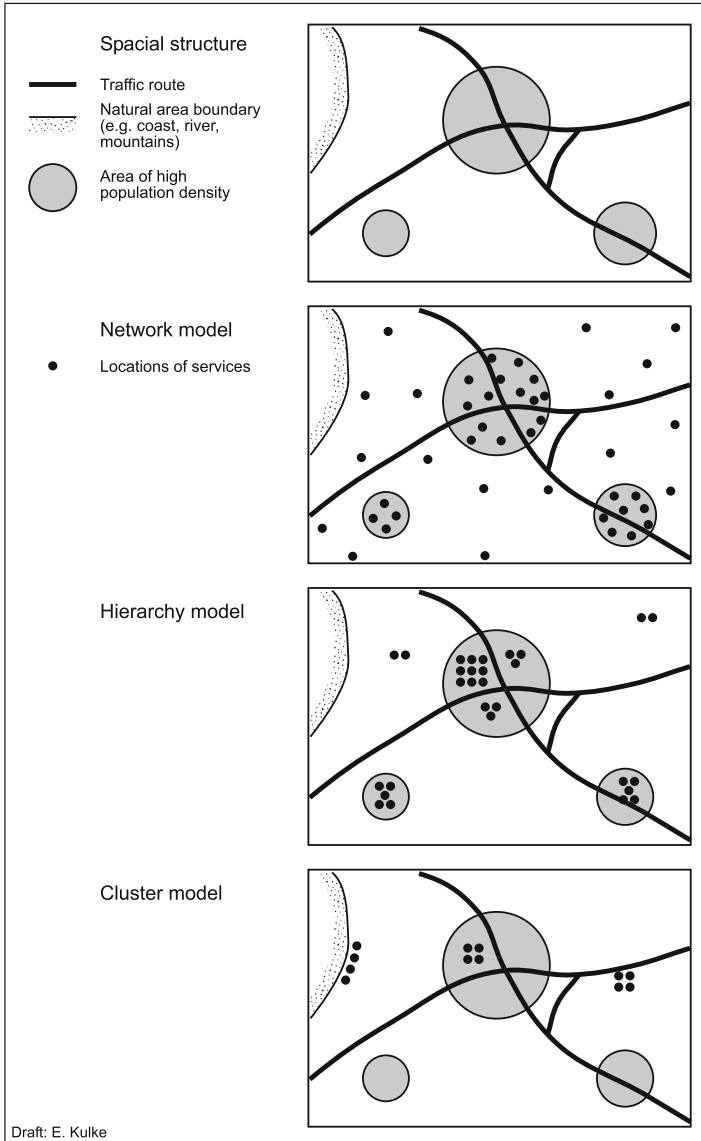 Spacial structure
Traffic route
Natural area boundary
(e.g. coast, river,
mountains)
Area of high
population density
Network model
Locations of services
Hierarchy model
Cluster model
Draft: E. Kulke